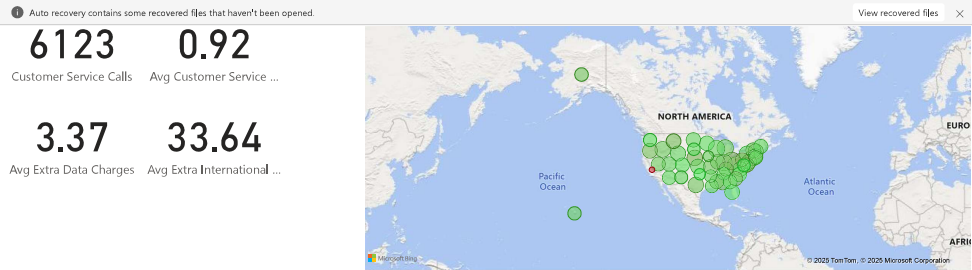 Auto recovery contains some recovered files that haven't been opened.
View recovered files
6123
0.92
Customer Service Calls
Avg Customer Service ...
3.37
33.64
Avg Extra Data Charges
Avg Extra International ...
NORTH AMERICA
EURO
Pacific
Ocean
Atlantic
Ocean
AFRIC
Microsoft Bing
© 2025 TomTom, © 2025 Microsoft Corporation